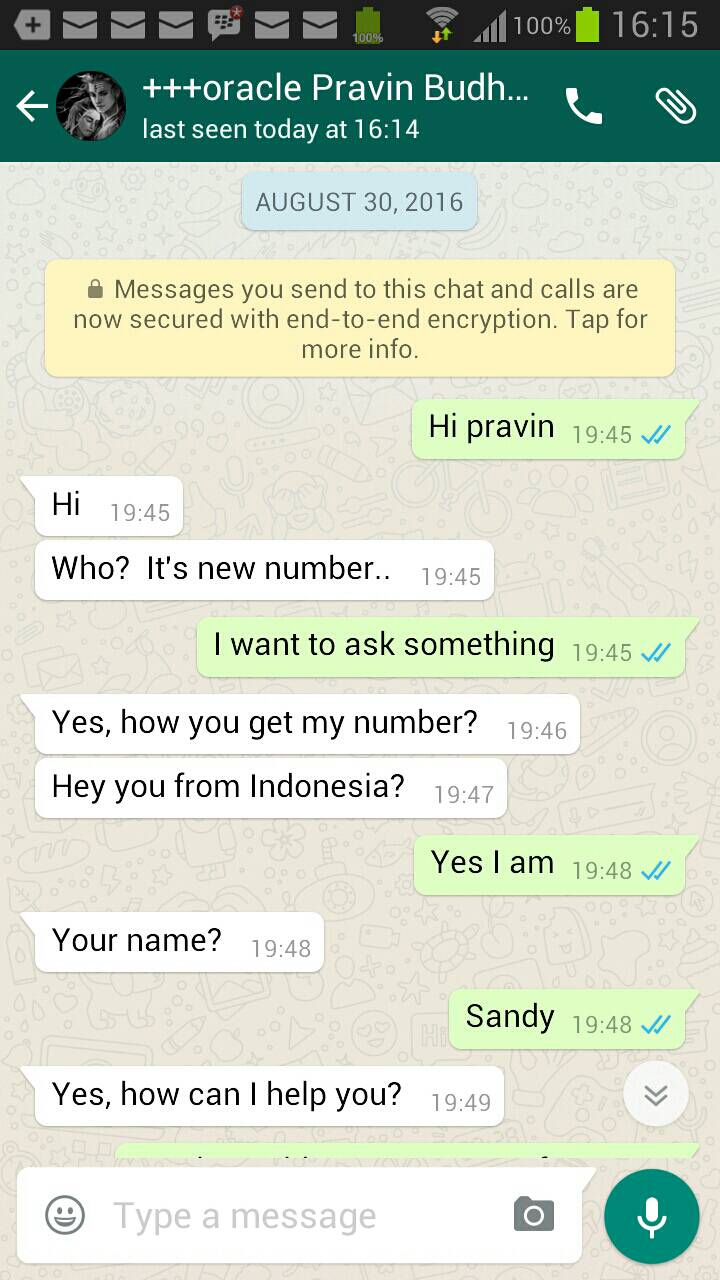 100%
100%
16:15
+++oracle Pravin Budh...
last seen today at 16:14
AUGUST 30, 2016
Messages you send to this chat and calls are
now secured with end-to-end encryption. Tap for
more info.
Hi pravin 19:45
Hi 19:45
Who? It's new number.. 19:45
I want to ask something 19:45
Yes, how you get my number? 19:46
Hey you from Indonesia? 19:47
Yes I am 19:48
Your name? 19:48
Sandy 19:48
Yes, how can I help you? 19:49
Type a message